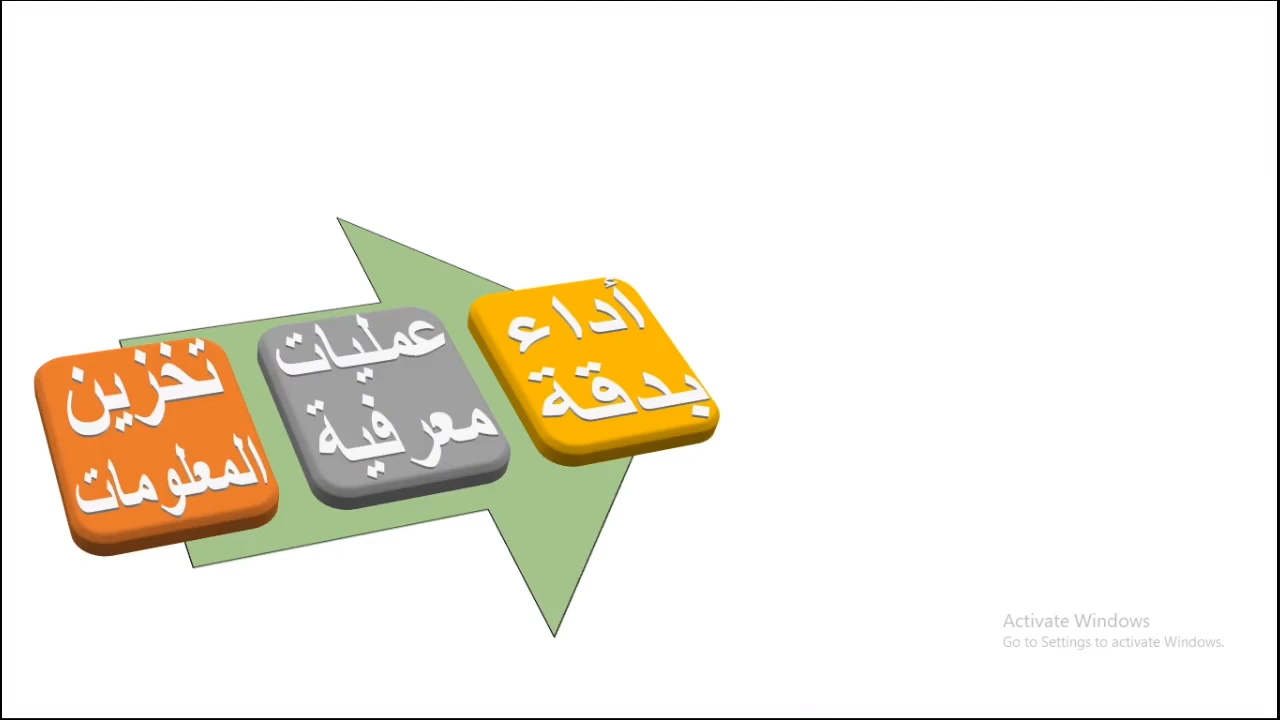 تخزين
المعلومات
عمليات
معرفية
أداء
بدقة
Activate Windows
Go to Settings to activate Windows.